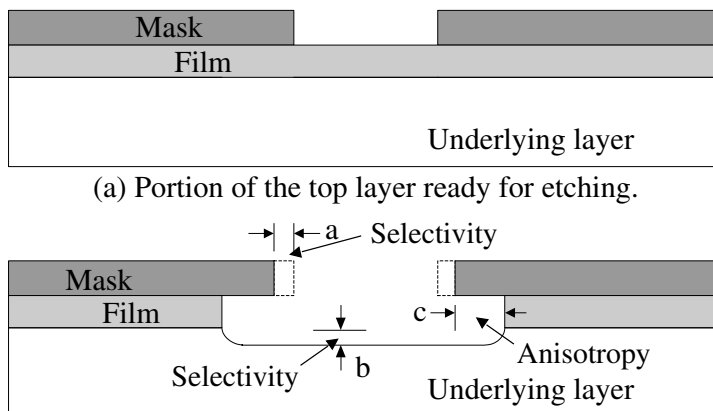 Mask
Film
Underlying layer
(a) Portion of the top layer ready for etching.
a
Selectivity
Mask
Film
c
Selectivity
b
Anisotropy
Underlying layer